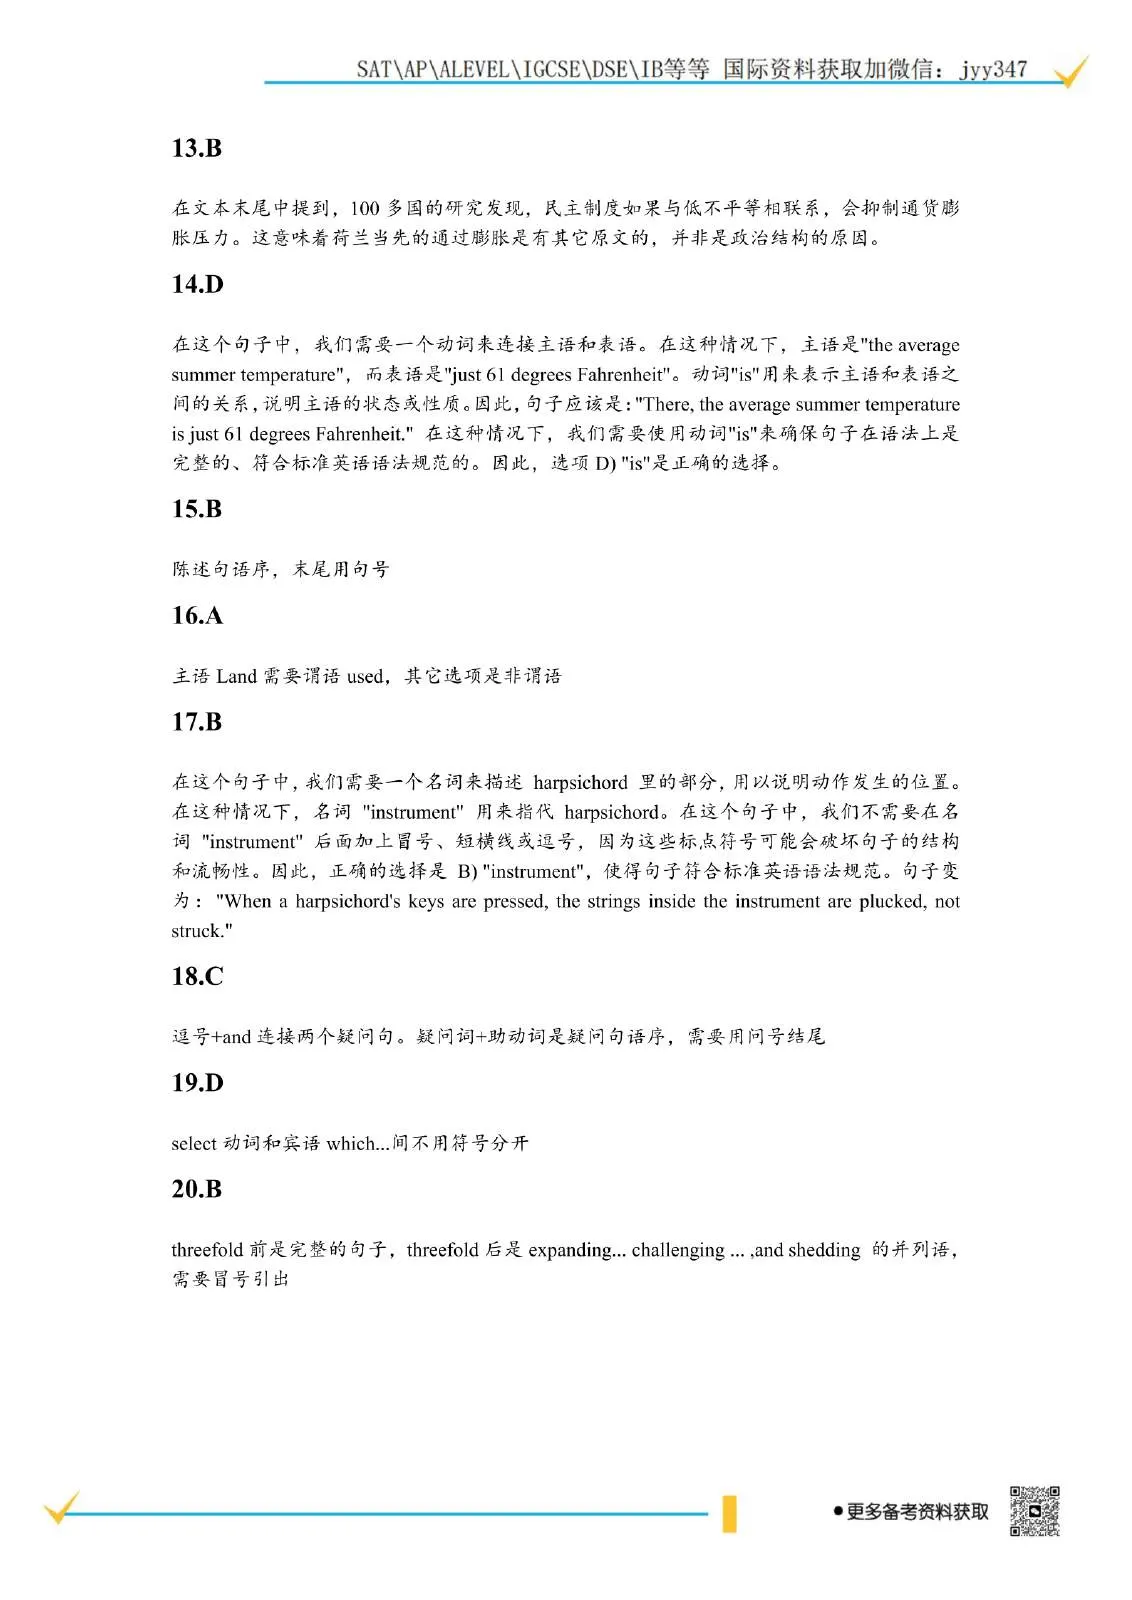 SAT\AP\ALEVEL\IGCSE\DSE\IB等等 国际资料获取加微信：jyy347
13.B
在文本末尾中提到，100 多国的研究发现，民主制度如果与低不平等相联系，会抑制通货膨
胀压力。这意味着荷兰当先的通过膨胀是有其它原文的，并非是政治结构的原因。
14.D
在这个句子中，我们需要一个动词来连接主语和表语。在这种情况下，主语是"the average
summer temperature"，而表语是"just 61 degrees Fahrenheit"。动词"is"用来表示主语和表语之
间的关系，说明主语的状态或性质。因此，句子应该是："There, the average summer temperature
is just 61 degrees Fahrenheit." 在这种情况下，我们需要使用动词"is"来确保句子在语法上是
完整的、符合标准英语语法规范的。因此，选项 D) "is"是正确的选择。
15.B
陈述句语序，末尾用句号
16.A
主语 Land 需要谓语 used，其它选项是非谓语
17.B
在这个句子中，我们需要一个名词来描述 harpsichord 里的部分，用以说明动作发生的位置。
在这种情况下，名词 "instrument" 用来指代 harpsichord。在这个句子中，我们不需要在名
词 "instrument" 后面加上冒号、短横线或逗号，因为这些标点符号可能会破坏句子的结构
和流畅性。因此，正确的选择是 B) "instrument"，使得句子符合标准英语语法规范。句子变
为："When a harpsichord's keys are pressed, the strings inside the instrument are plucked, not
struck."
18.C
逗号+and 连接两个疑问句。疑问词+助动词是疑问句语序，需要用问号结尾
19.D
select 动词和宾语 which...间不用符号分开
20.B
threefold 前是完整的句子，threefold 后是 expanding... challenging ... ,and shedding 的并列语，
需要冒号引出
●更多备考资料获取